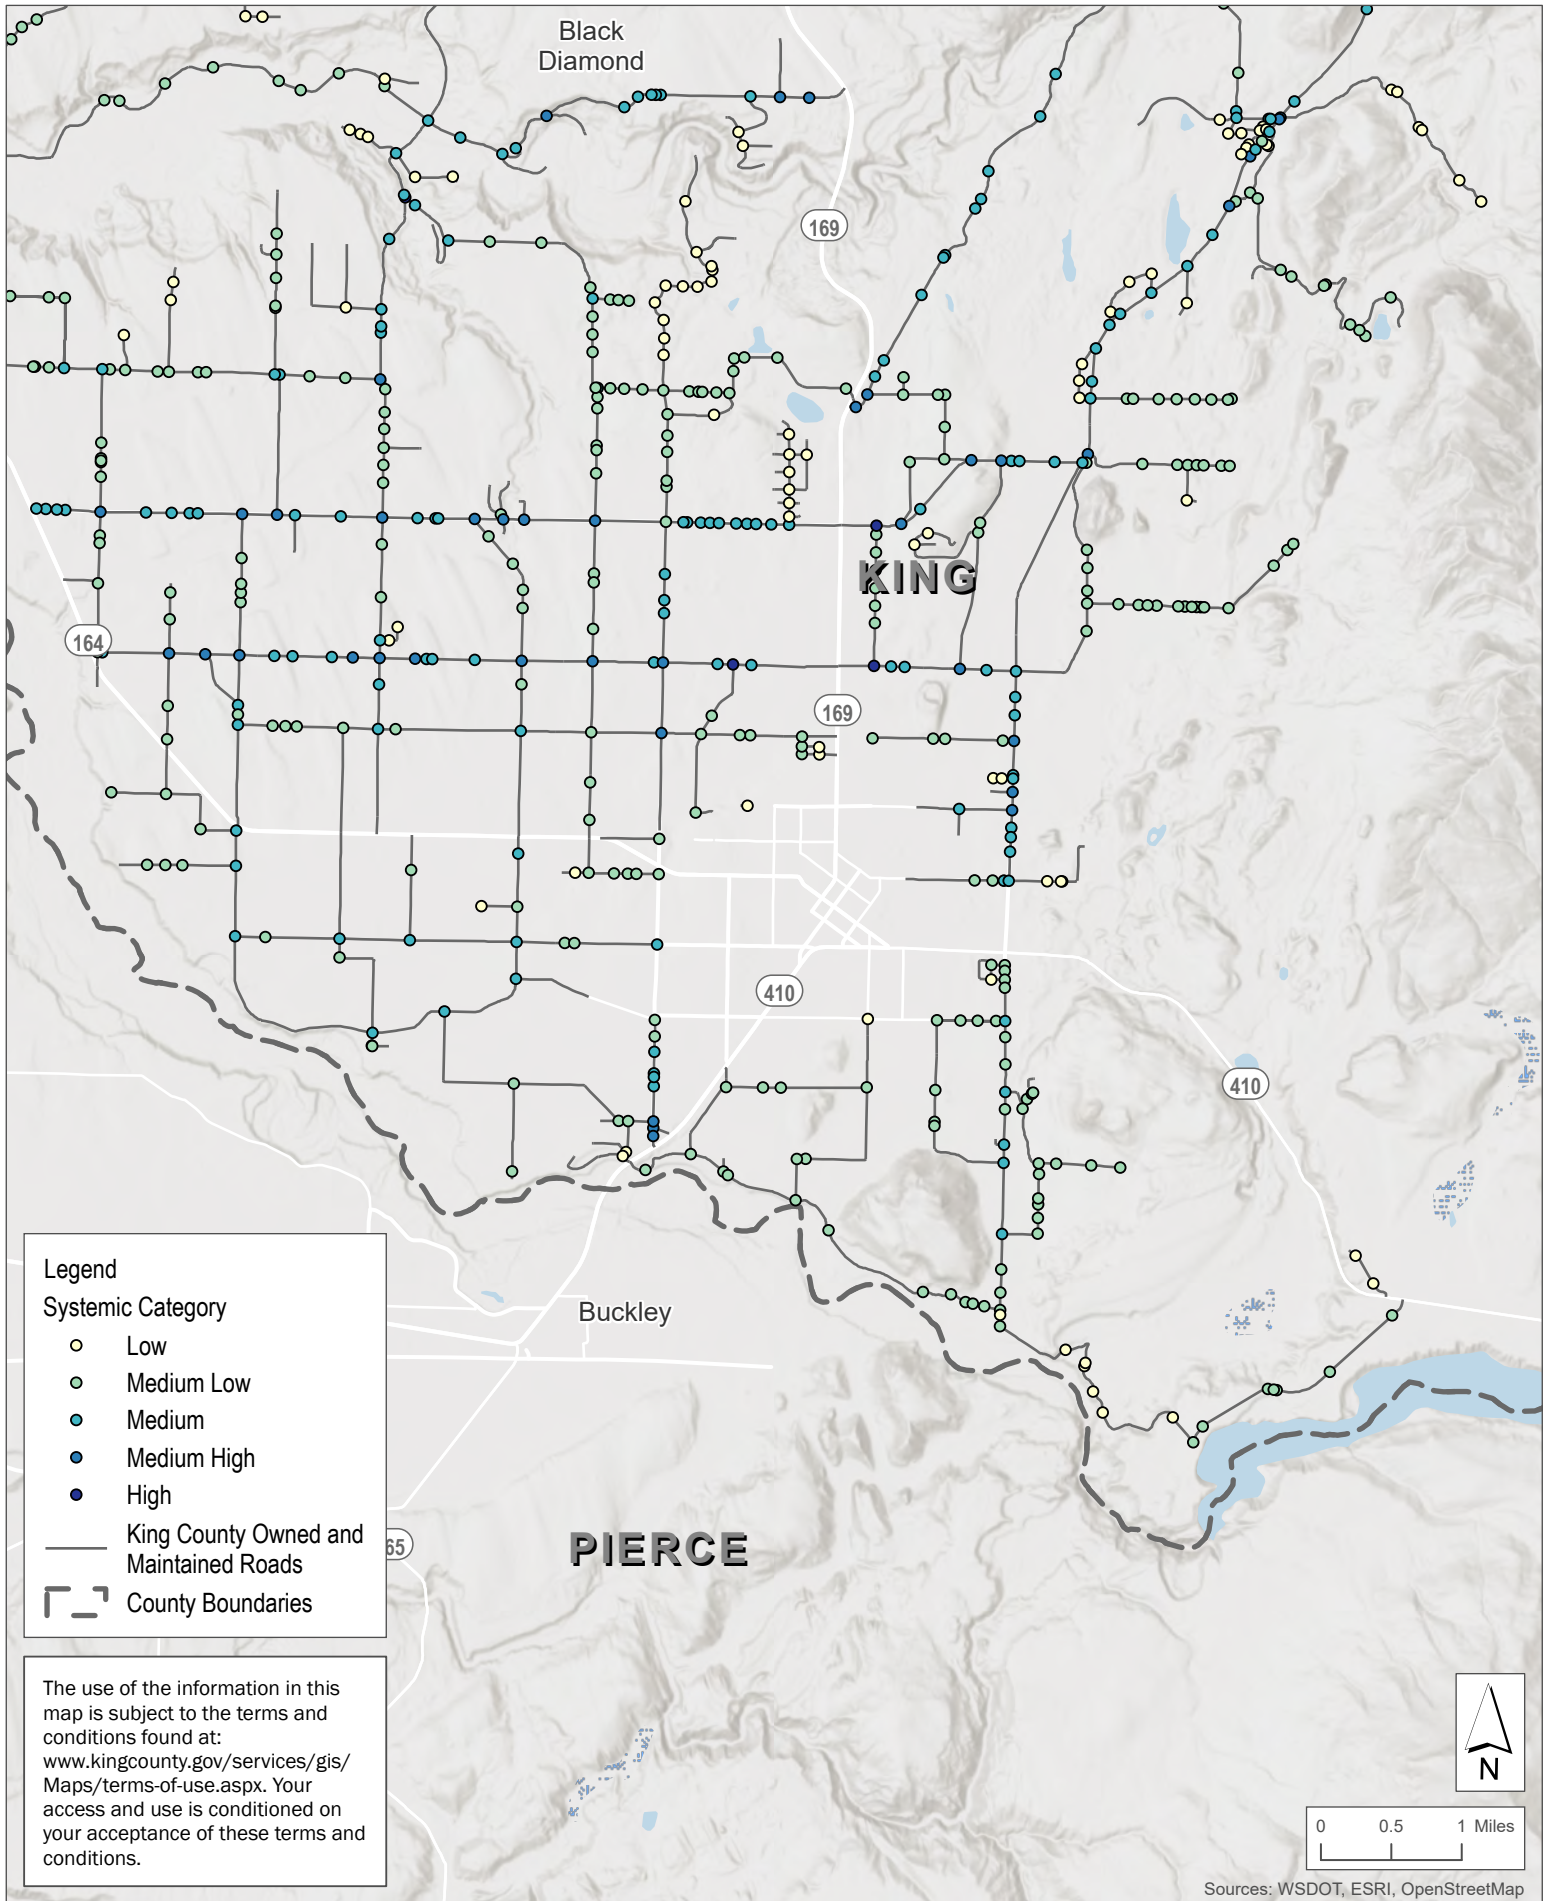 Black
Diamond
169
KING
164
169
410
410
Buckley
Legend
Systemic Category
Low
Medium Low
Medium
Medium High
High
King County Owned and
Maintained Roads
County Boundaries
65
PIERCE
The use of the information in this
map is subject to the terms and
conditions found at:
www.kingcounty.gov/services/gis/
Maps/terms-of-use.aspx. Your
access and use is conditioned on
your acceptance of these terms and
conditions.
N
0 0.5 1 Miles
Sources: WSDOT, ESRI, OpenStreetMap